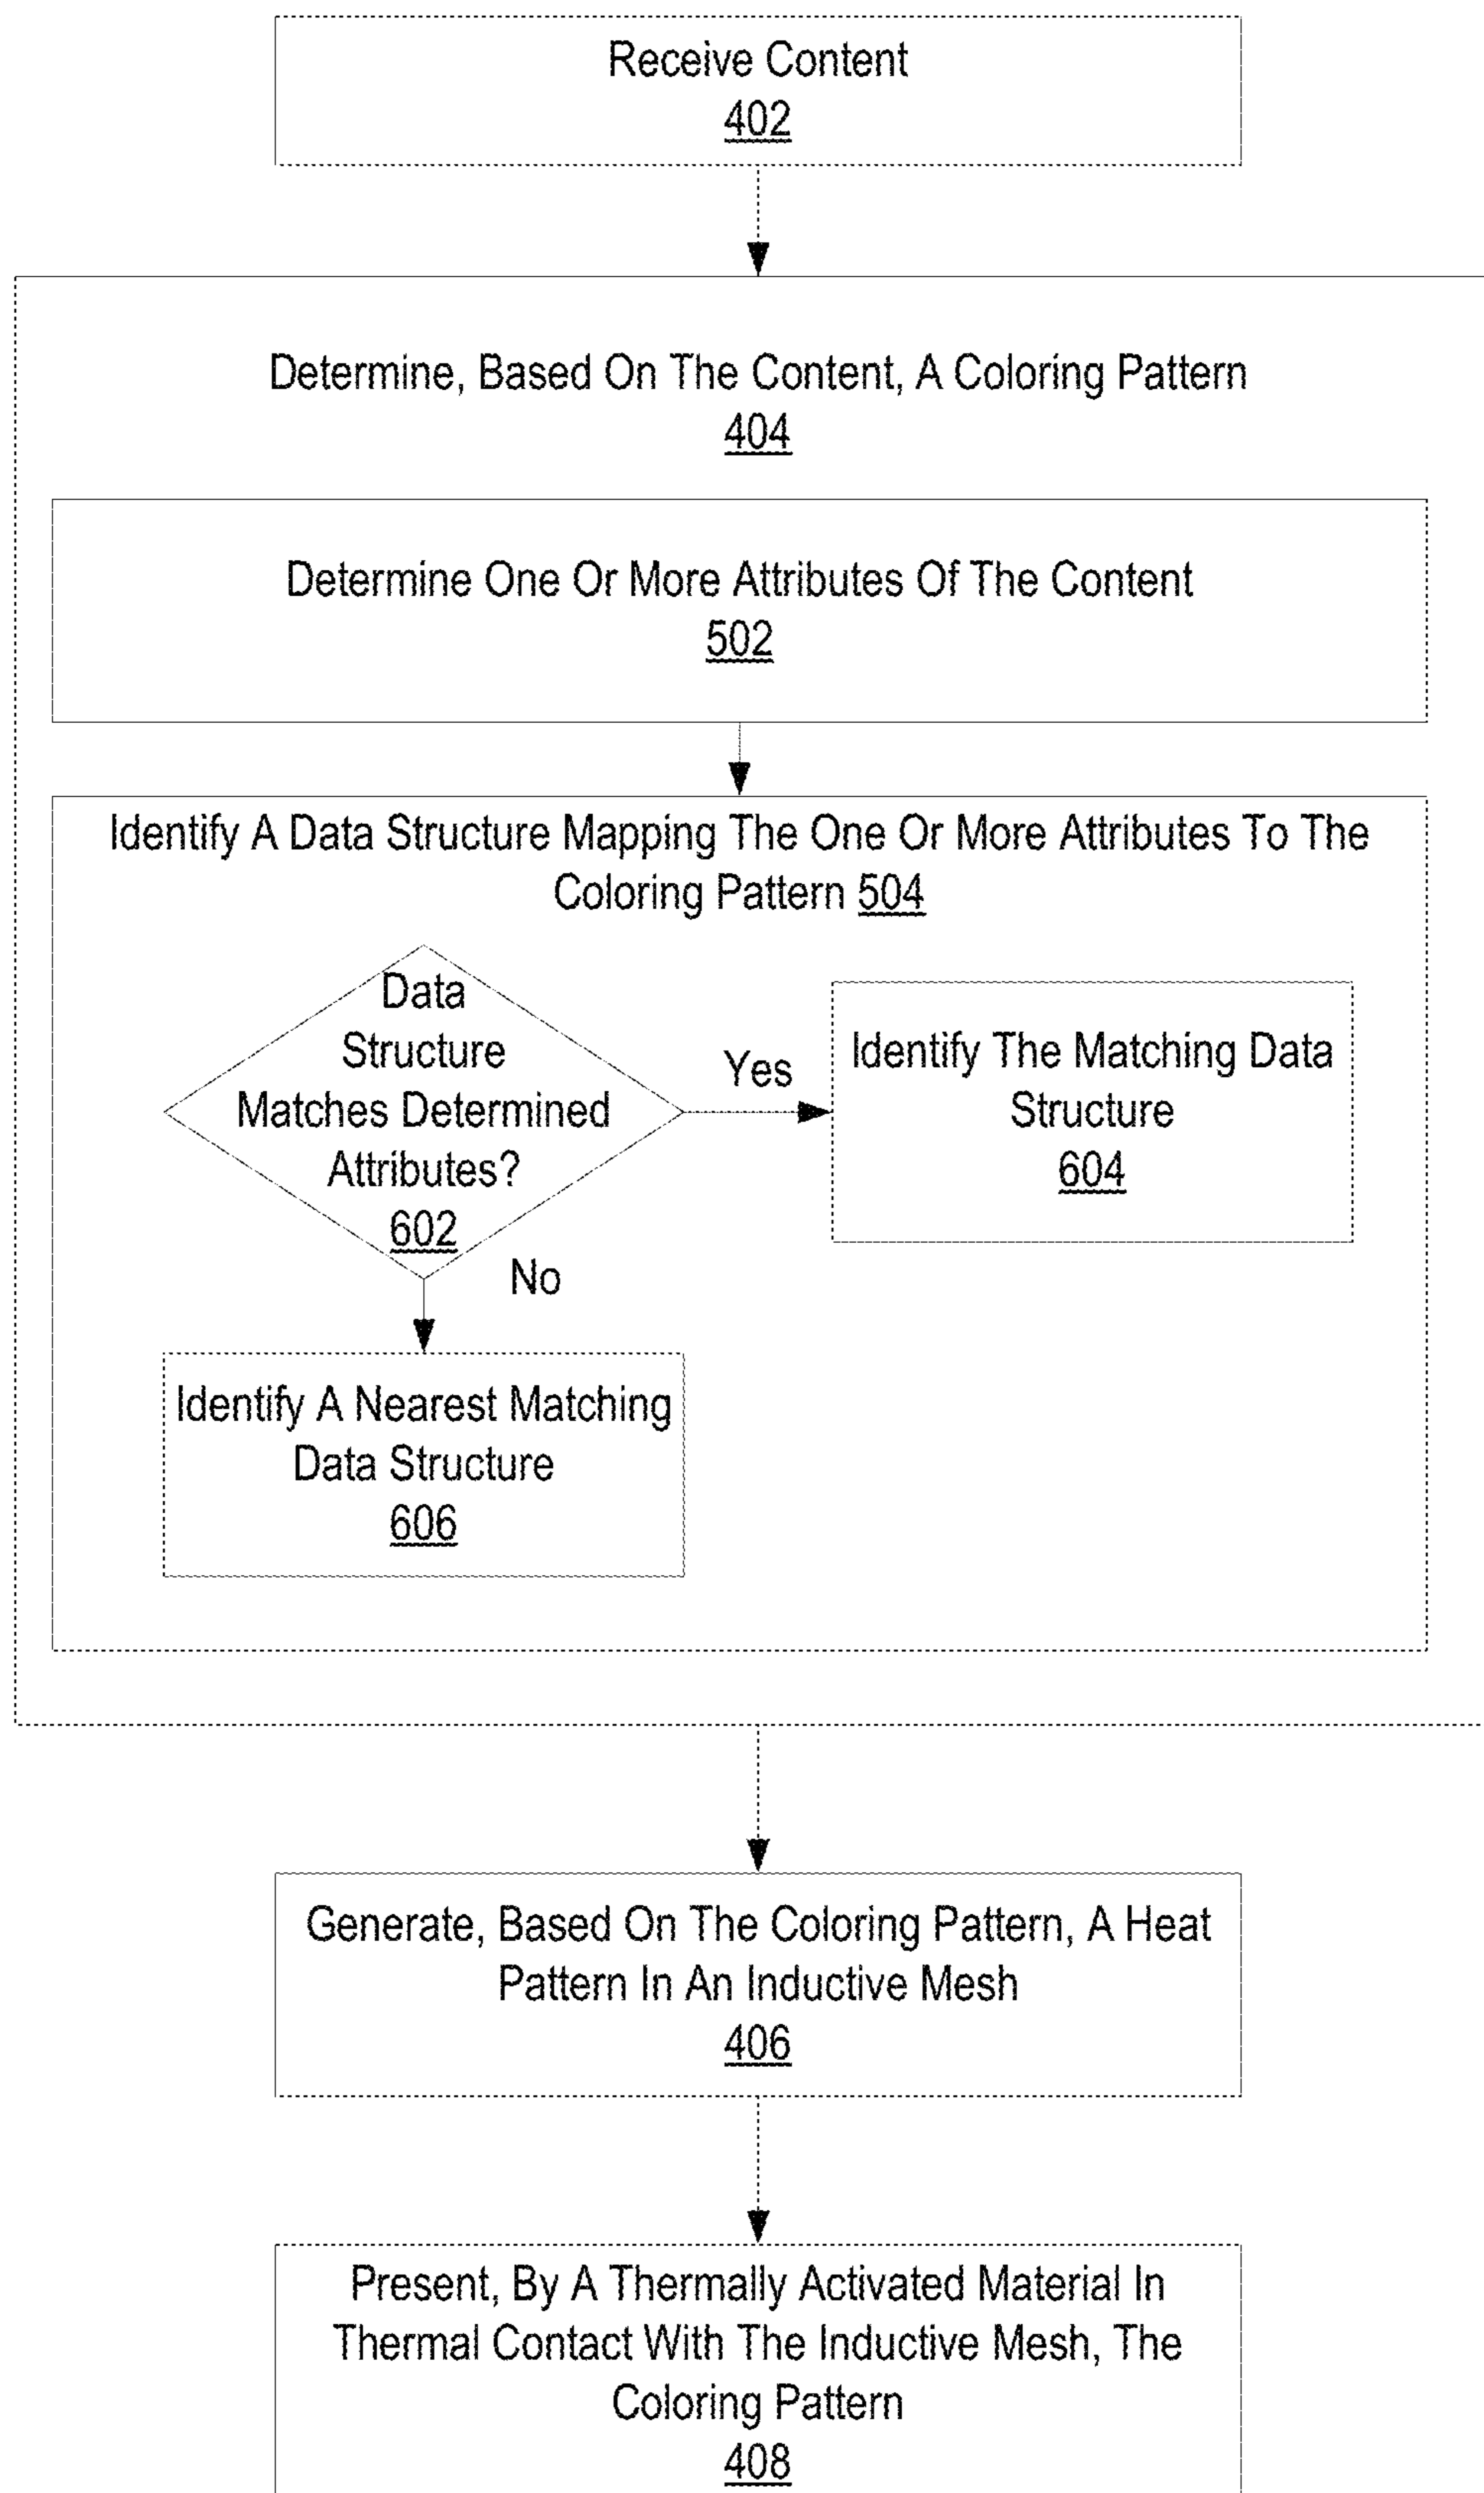 Receive Content
402
Determine, Based On The Content, A Coloring Pattern
404
Determine One Or More Attributes Of The Content
502
Identify A Data Structure Mapping The One Or More Attributes To The
Coloring Pattern 504
Data
Structure
Matches Determined
Attributes?
602
Yes
Identify The Matching Data
Structure
604
No
Identify A Nearest Matching
Data Structure
606
Generate, Based On The Coloring Pattern, A Heat
Pattern In An Inductive Mesh
406
Present, By A Thermally Activated Material In
Thermal Contact With The Inductive Mesh, The
Coloring Pattern
408